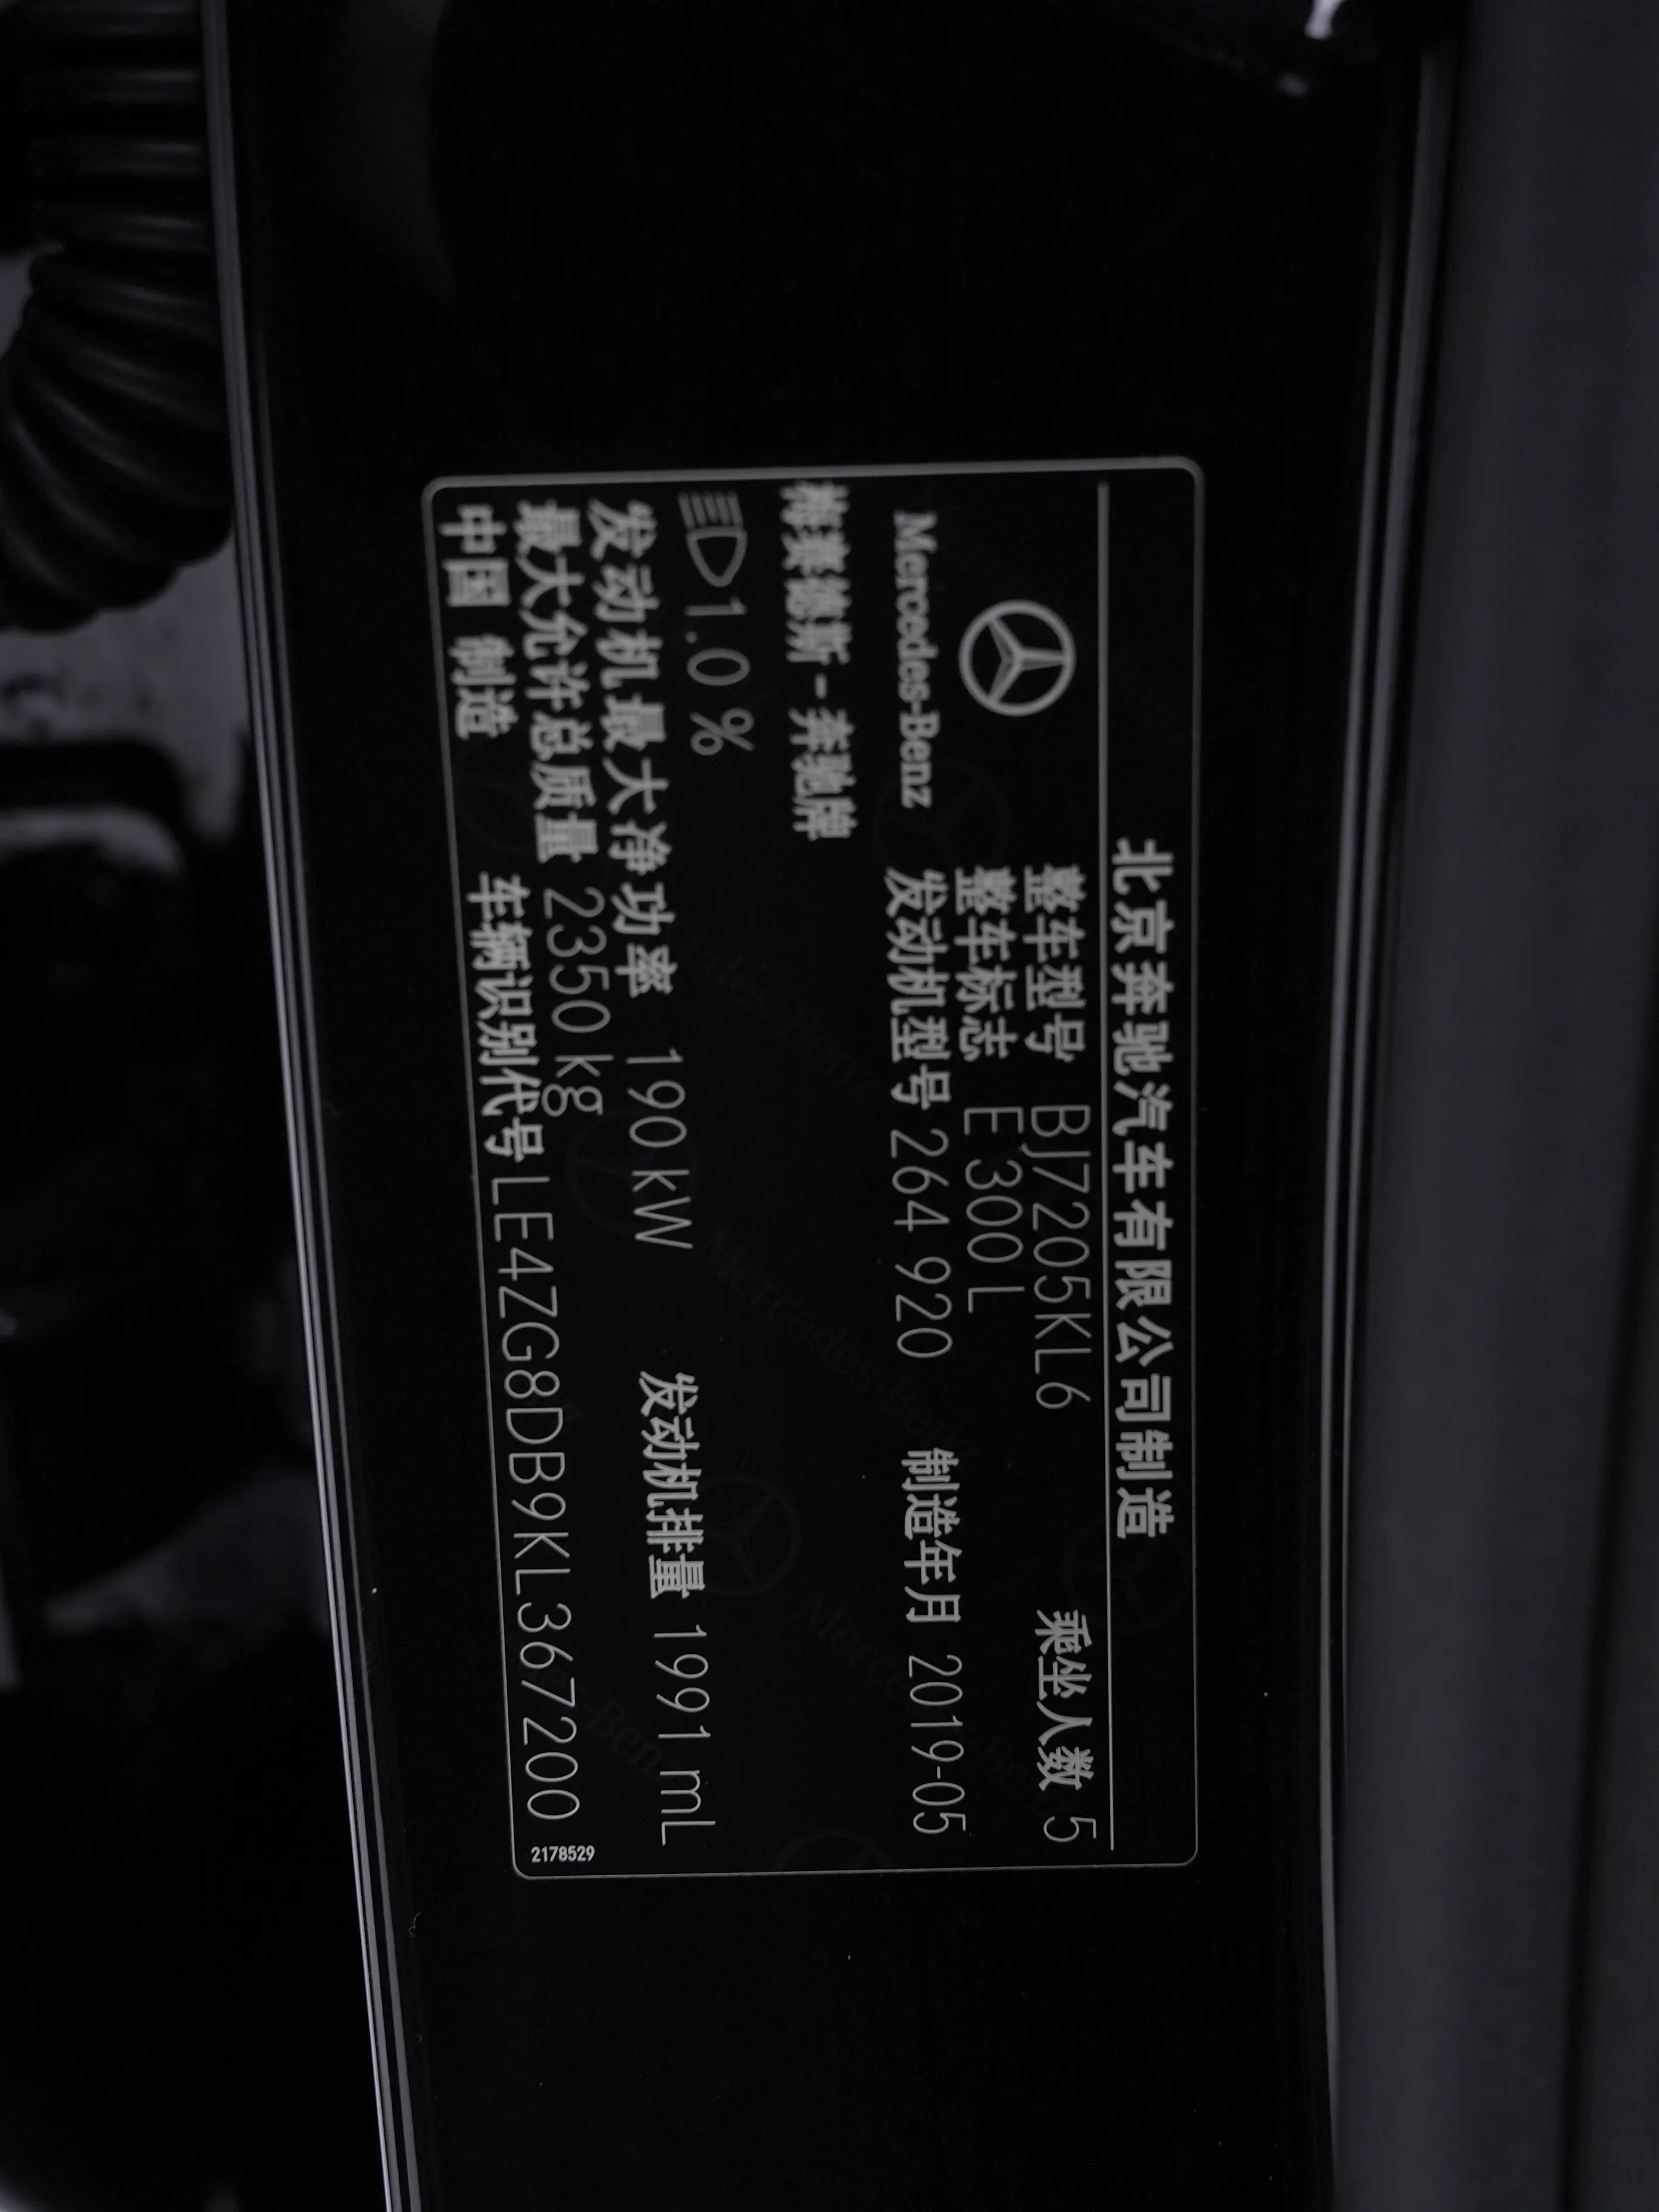 北京奔驰汽车有限公司制造
整车型号 BJ7205KL6 乘坐人数 5
整车标志 E 300 L
Mercedes-Benz 发动机型号 264 920 制造年月 2019-05
梅赛德斯-奔驰牌
1.0%
发动机最大净功率 190 kW 发动机排量 1991 mL
最大允许总质量 2350 kg
中国 制造 车辆识别代号 LE4ZG8DB9KL367200
2178529